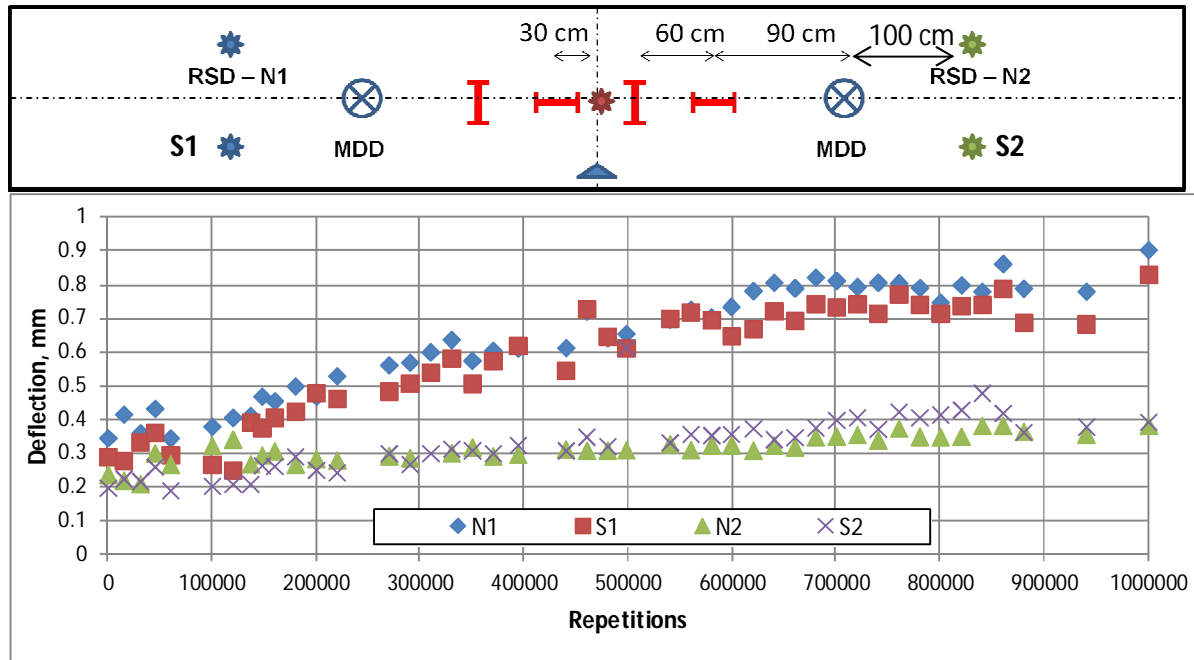 30 cm 60 cm 90 cm 100 cm
RSD – N1 RSD – N2
S1 MDD MDD S2
1
0.9
0.8
0.7
0.6
0.5
0.4
0.3
0.2
0.1
0
Deflection, mm
N1 S1 N2 S2
0 100000 200000 300000 400000 500000 600000 700000 800000 900000 1000000
Repetitions